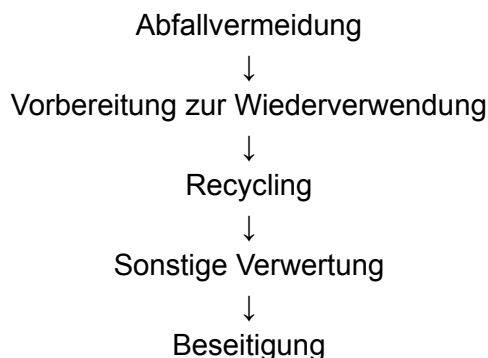 Abfallvermeidung
↓
Vorbereitung zur Wiederverwendung
↓
Recycling
↓
Sonstige Verwertung
↓
Beseitigung